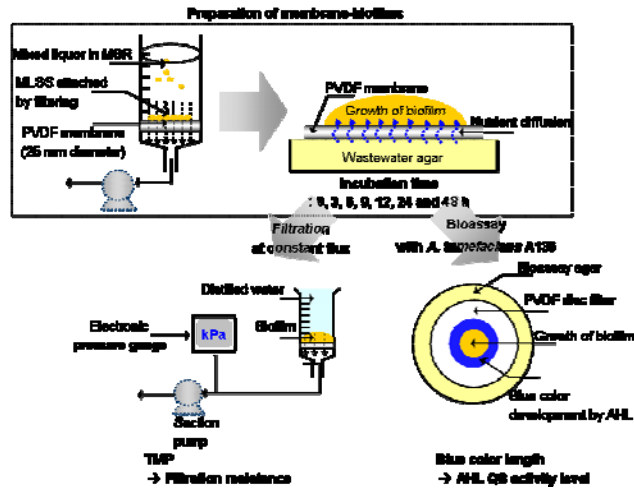 Preparation of membrane-biofilms
Mixed liquor in MBR
MLSS attached
by filtering
PVDF membrane
(25 mm diameter)
PVDF membrane
Growth of biofilm
Nutrient diffusion
Wastewater agar
Incubation time
3, 6, 9, 12, 24 and 48 h
Filtration
at constant flux
Bioassay
with A. A136
Distilled water
Biofilm
Electronic
pressure gauge
kPa
Suction
pump
TMP
→ Filtration resistance
Bioassay agar
PVDF disc filter
Growth of biofilm
Blue color
development by AHL
Blue color length
→ AHL QS activity level